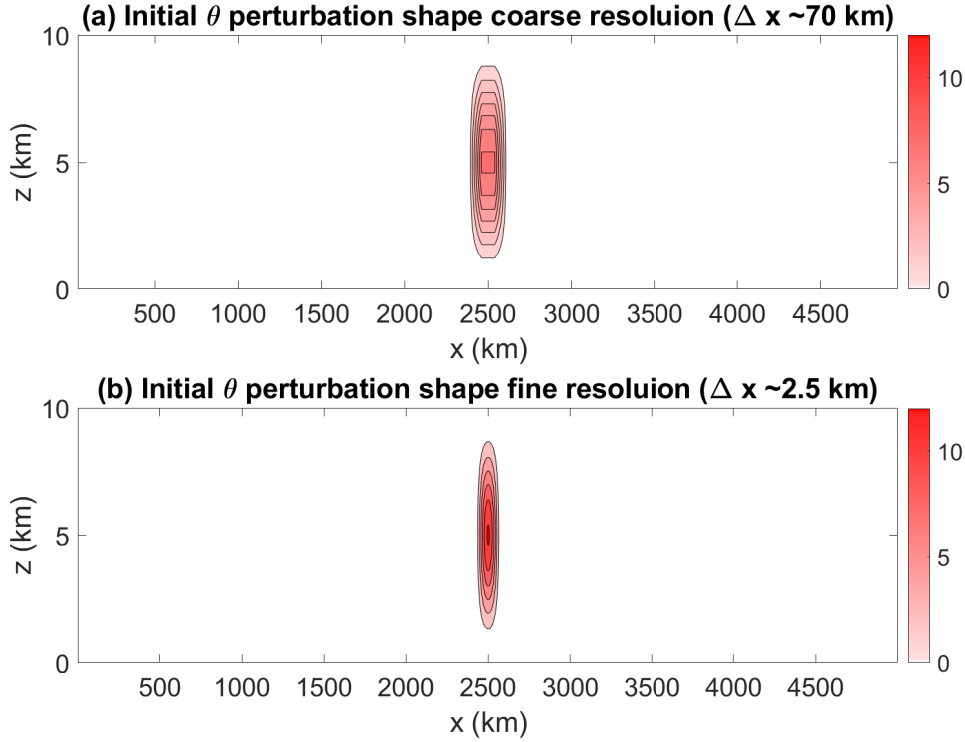 (a) Initial θ perturbation shape coarse resoluion (Δ x ~70 km)
10
5
0
z (km)
500 1000 1500 2000 2500 3000 3500 4000 4500
x (km)
10
5
0
(b) Initial θ perturbation shape fine resoluion (Δ x ~2.5 km)
10
5
0
z (km)
500 1000 1500 2000 2500 3000 3500 4000 4500
x (km)
10
5
0